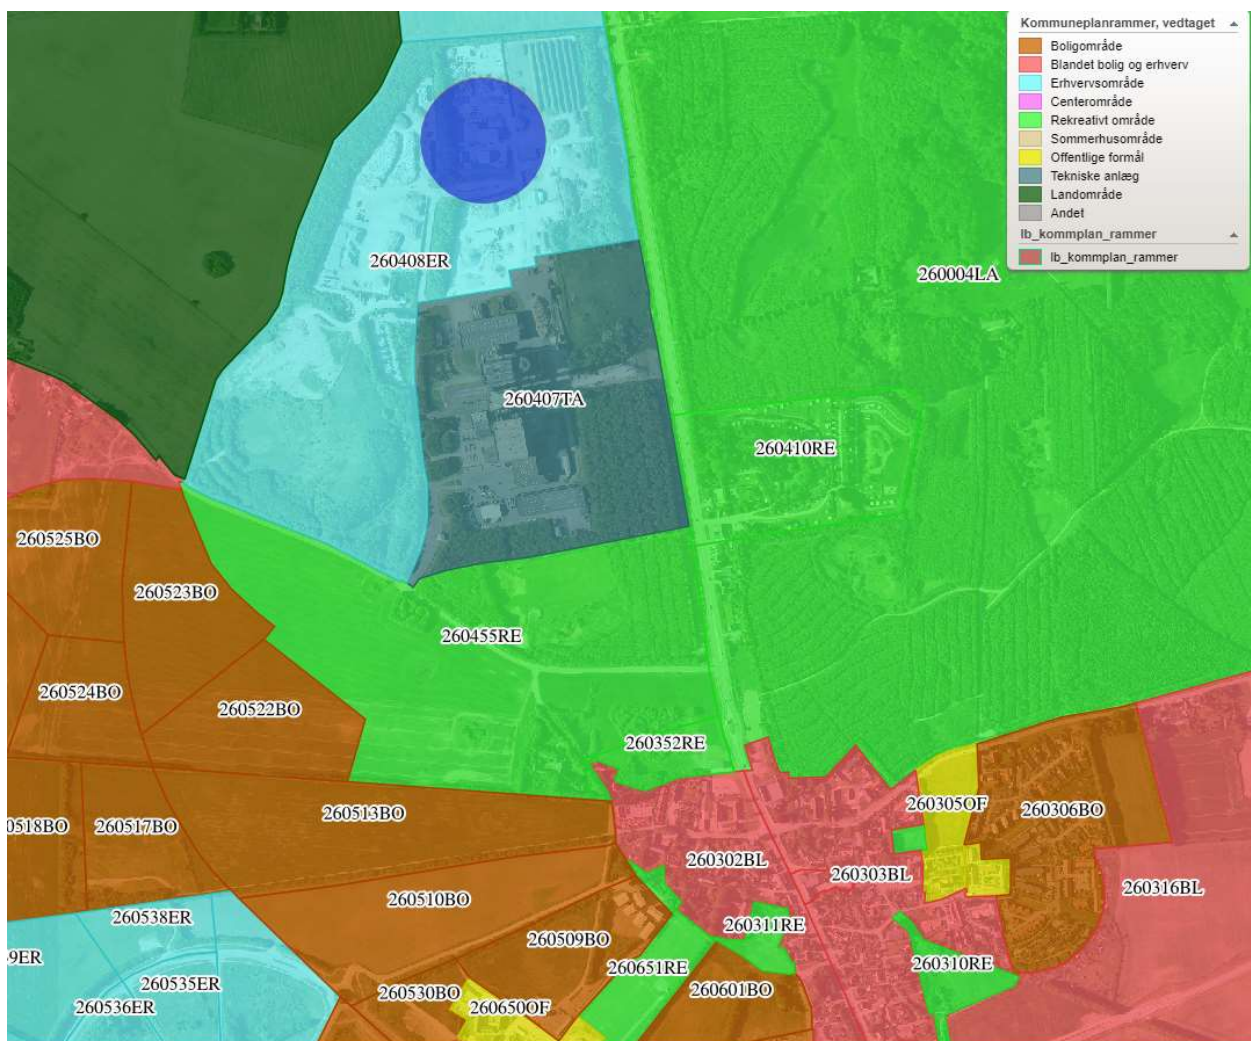 Kommuneplanrammer, vedtaget
Boligområde
Blandet bolig og erhverv
Erhvervsområde
Centerområde
Rekreativt område
Sommerhusområde
Offentlige formål
Tekniske anlæg
Landområde
Andet
lb_kommplan_rammer
lb_kommplan_rammer
260408ER
260004LA
260407TA
260410RE
260525BO
260523BO
260455RE
260524BO
260522BO
260352RE
260513BO
260305OF
260306BO
0518BO
260517BO
260302BL
260303BL
260316BL
260510BO
260538ER
260311RE
260509BO
9ER
260651RE
260310RE
260535ER
260530BO
260601BO
260536ER
260650OF